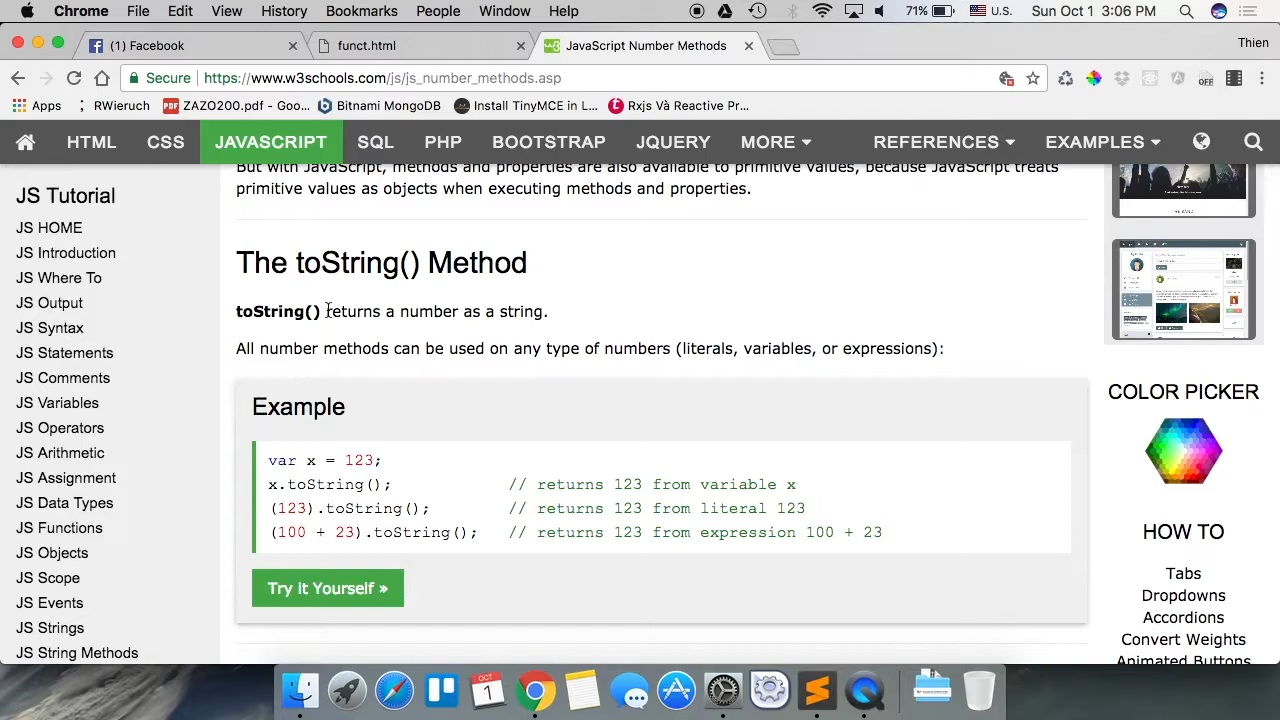 Chrome File Edit View History Bookmarks People Window Help 71% U.S. Sun Oct 1 3:06 PM
(1) Facebook funct.html JavaScript Number Methods Thien
Secure https://www.w3schools.com/js/js_number_methods.asp OFF
Apps RWieruch ZAZO200.pdf - Goo... Bitnami MongoDB Install TinyMCE in L... Rxjs Và Reactive Pr...
HTML CSS JAVASCRIPT SQL PHP BOOTSTRAP JQUERY MORE REFERENCES EXAMPLES
JS Tutorial
JS HOME
JS Introduction
JS Where To
JS Output
JS Syntax
JS Statements
JS Comments
JS Variables
JS Operators
JS Arithmetic
JS Assignment
JS Data Types
JS Functions
JS Objects
JS Scope
JS Events
JS Strings
JS String Methods
But with JavaScript, methods and properties are also available to primitive values, because JavaScript treats
primitive values as objects when executing methods and properties.
The toString() Method
toString() returns a number as a string.
All number methods can be used on any type of numbers (literals, variables, or expressions):
Example
var x = 123;
x.toString(); // returns 123 from variable x
(123).toString(); // returns 123 from literal 123
(100 + 23).toString(); // returns 123 from expression 100 + 23
Try it Yourself »
COLOR PICKER
HOW TO
Tabs
Dropdowns
Accordions
Convert Weights
Animated Buttons
OCT
1